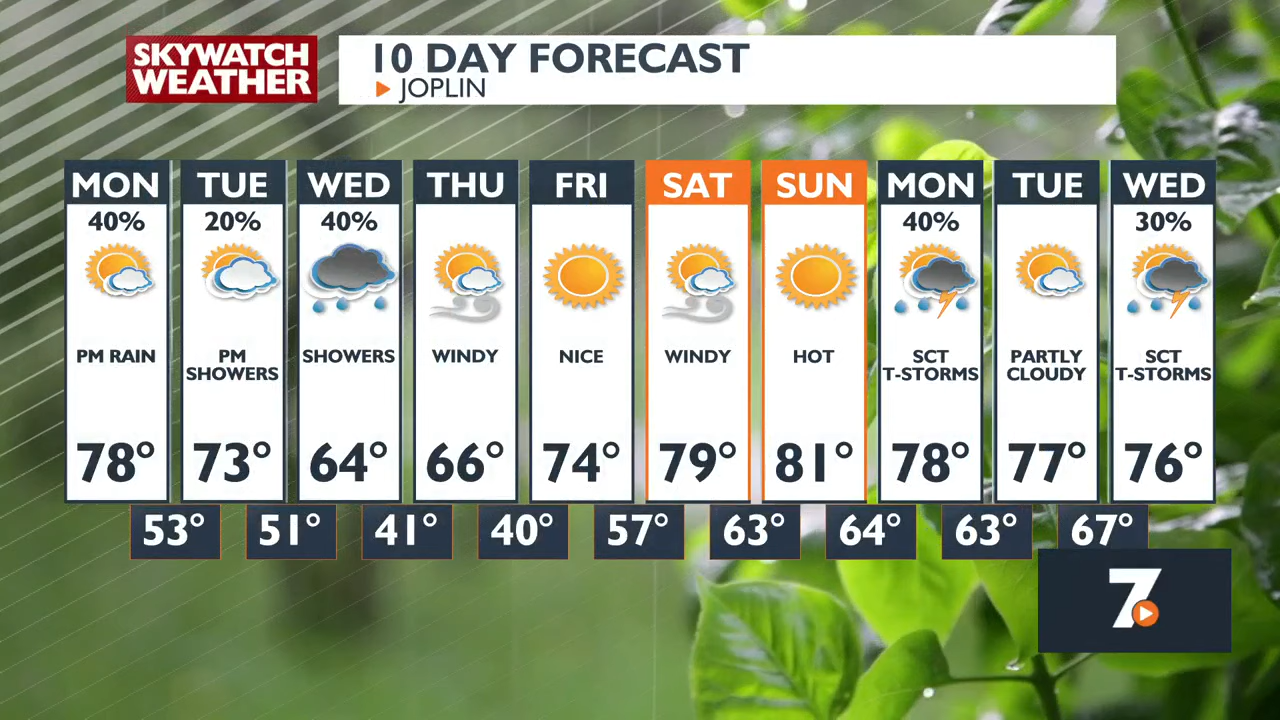 SKYWATCH
WEATHER
10 DAY FORECAST
JOPLIN
MON TUE WED THU FRI SAT SUN MON TUE WED
40% 20% 40% 40% 30%
PM RAIN PM SHOWERS SHOWERS WINDY NICE WINDY HOT SCT T-STORMS PARTLY CLOUDY SCT T-STORMS
78° 73° 64° 66° 74° 79° 81° 78° 77° 76°
53° 51° 41° 40° 57° 63° 64° 63° 67°
7